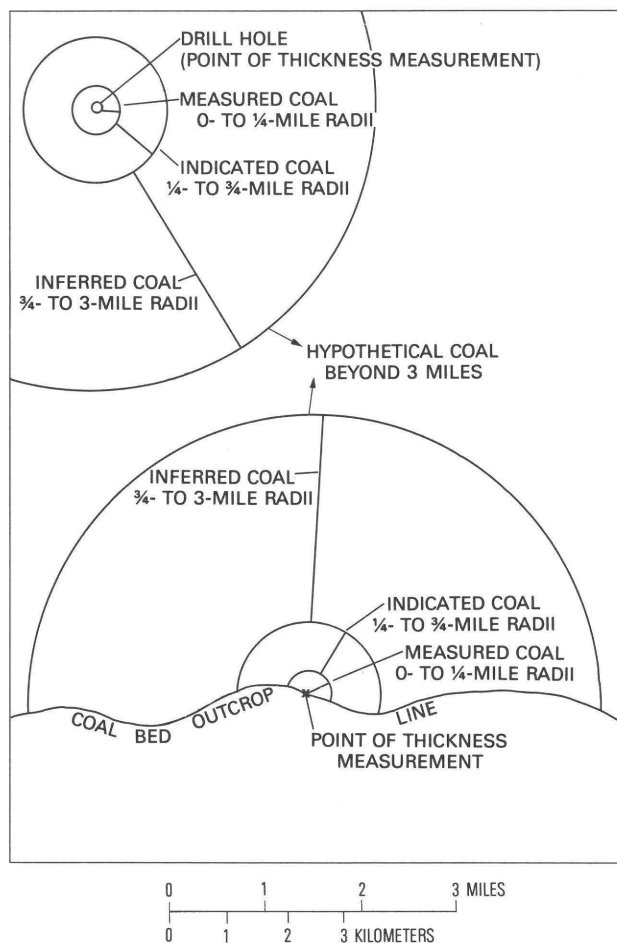 DRILL HOLE
(POINT OF THICKNESS MEASUREMENT)
MEASURED COAL
0- TO ¼-MILE RADII
INDICATED COAL
¼- TO ¾-MILE RADII
INFERRED COAL
¾- TO 3-MILE RADII
HYPOTHETICAL COAL
BEYOND 3 MILES
INFERRED COAL
¾- TO 3-MILE RADII
INDICATED COAL
¼- TO ¾-MILE RADII
MEASURED COAL
0- TO ¼-MILE RADII
COAL BED OUTCROP LINE
POINT OF THICKNESS
MEASUREMENT
0 1 2 3 MILES
0 1 2 3 KILOMETERS